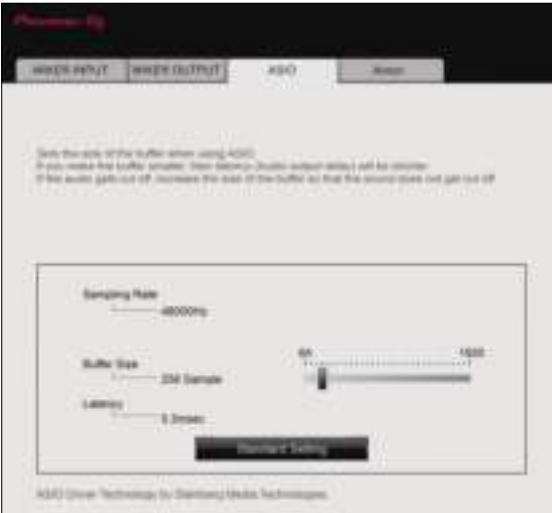 Pioneer Dj
MIXER INPUT
MIXER OUTPUT
ASIO
About
Sets the size of the buffer when using ASIO.
If you make the buffer smaller, then latency (audio output delay) will be shorter.
If the audio gets cut off, increase the size of the buffer so that the sound does not get cut off.
Sampling Rate
48000Hz
64
1920
Buffer Size
256 Sample
Latency
Standard Setting
ASIO Driver Technology by Steinberg Media Technologies